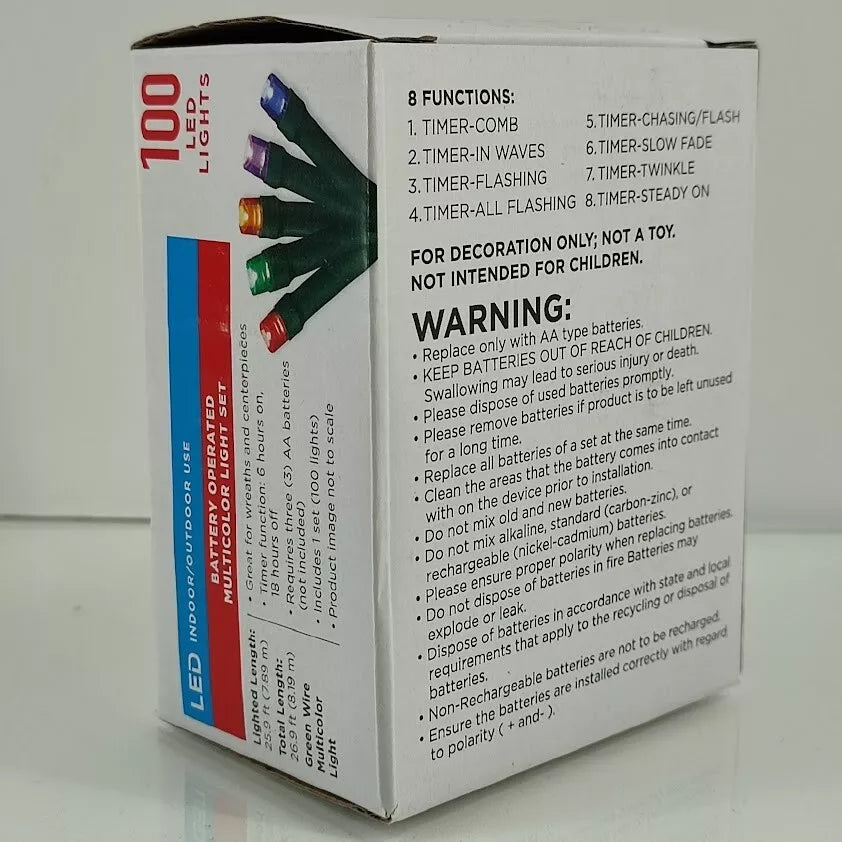 100
LED
LIGHTS
LED INDOOR/OUTDOOR USE
BATTERY OPERATED
MULTICOLOR LIGHT SET
• Great for wreaths and centerpieces
• Timer function: 6 hours on,
18 hours off
• Requires three (3) AA batteries
(not included)
• Includes 1 set (100 lights)
• Product image not to scale
Lighted Length:
25.9 ft (7.89 m)
Total Length:
26.9 ft (8.19 m)
Green Wire
Multicolor
Light
8 FUNCTIONS:
1. TIMER-COMB
2. TIMER-IN WAVES
3. TIMER-FLASHING
4. TIMER-ALL FLASHING
5. TIMER-CHASING/FLASH
6. TIMER-SLOW FADE
7. TIMER-TWINKLE
8. TIMER-STEADY ON
FOR DECORATION ONLY; NOT A TOY.
NOT INTENDED FOR CHILDREN.
WARNING:
• Replace only with AA type batteries.
• KEEP BATTERIES OUT OF REACH OF CHILDREN.
Swallowing may lead to serious injury or death.
• Please dispose of used batteries promptly.
• Please remove batteries if product is to be left unused
for a long time.
• Replace all batteries of a set at the same time.
• Clean the areas that the battery comes into contact
with on the device prior to installation.
• Do not mix old and new batteries.
• Do not mix alkaline, standard (carbon-zinc), or
rechargeable (nickel-cadmium) batteries.
• Please ensure proper polarity when replacing batteries.
• Do not dispose of batteries in fire Batteries may
explode or leak.
• Dispose of batteries in accordance with state and local
requirements that apply to the recycling or disposal of
batteries.
• Non-Rechargeable batteries are not to be recharged.
• Ensure the batteries are installed correctly with regard
to polarity ( + and- ).